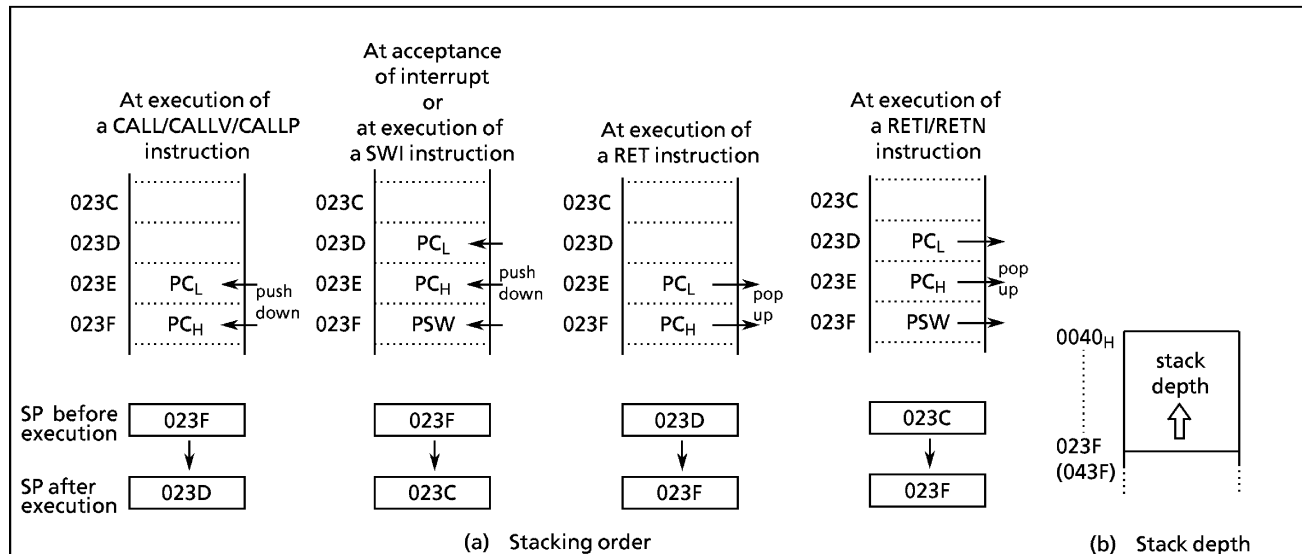 At execution of
a CALL/CALLV/CALLP
instruction
023C
023D
023E PCL push
023F PCH down
At acceptance
of interrupt
or
at execution of
a SWI instruction
023C
023D PCL
023E PCH push
023F PSW down
At execution of
a RET instruction
023C
023D
023E PCL pop
023F PCH up
At execution of
a RETI/RETN
instruction
023C
023D PCL
023E PCH pop
023F PSW up
SP before
execution
023F 023F 023D 023C
SP after
execution
023D 023C 023F 023F
(a) Stacking order
0040H
stack
depth
023F
(043F)
(b) Stack depth